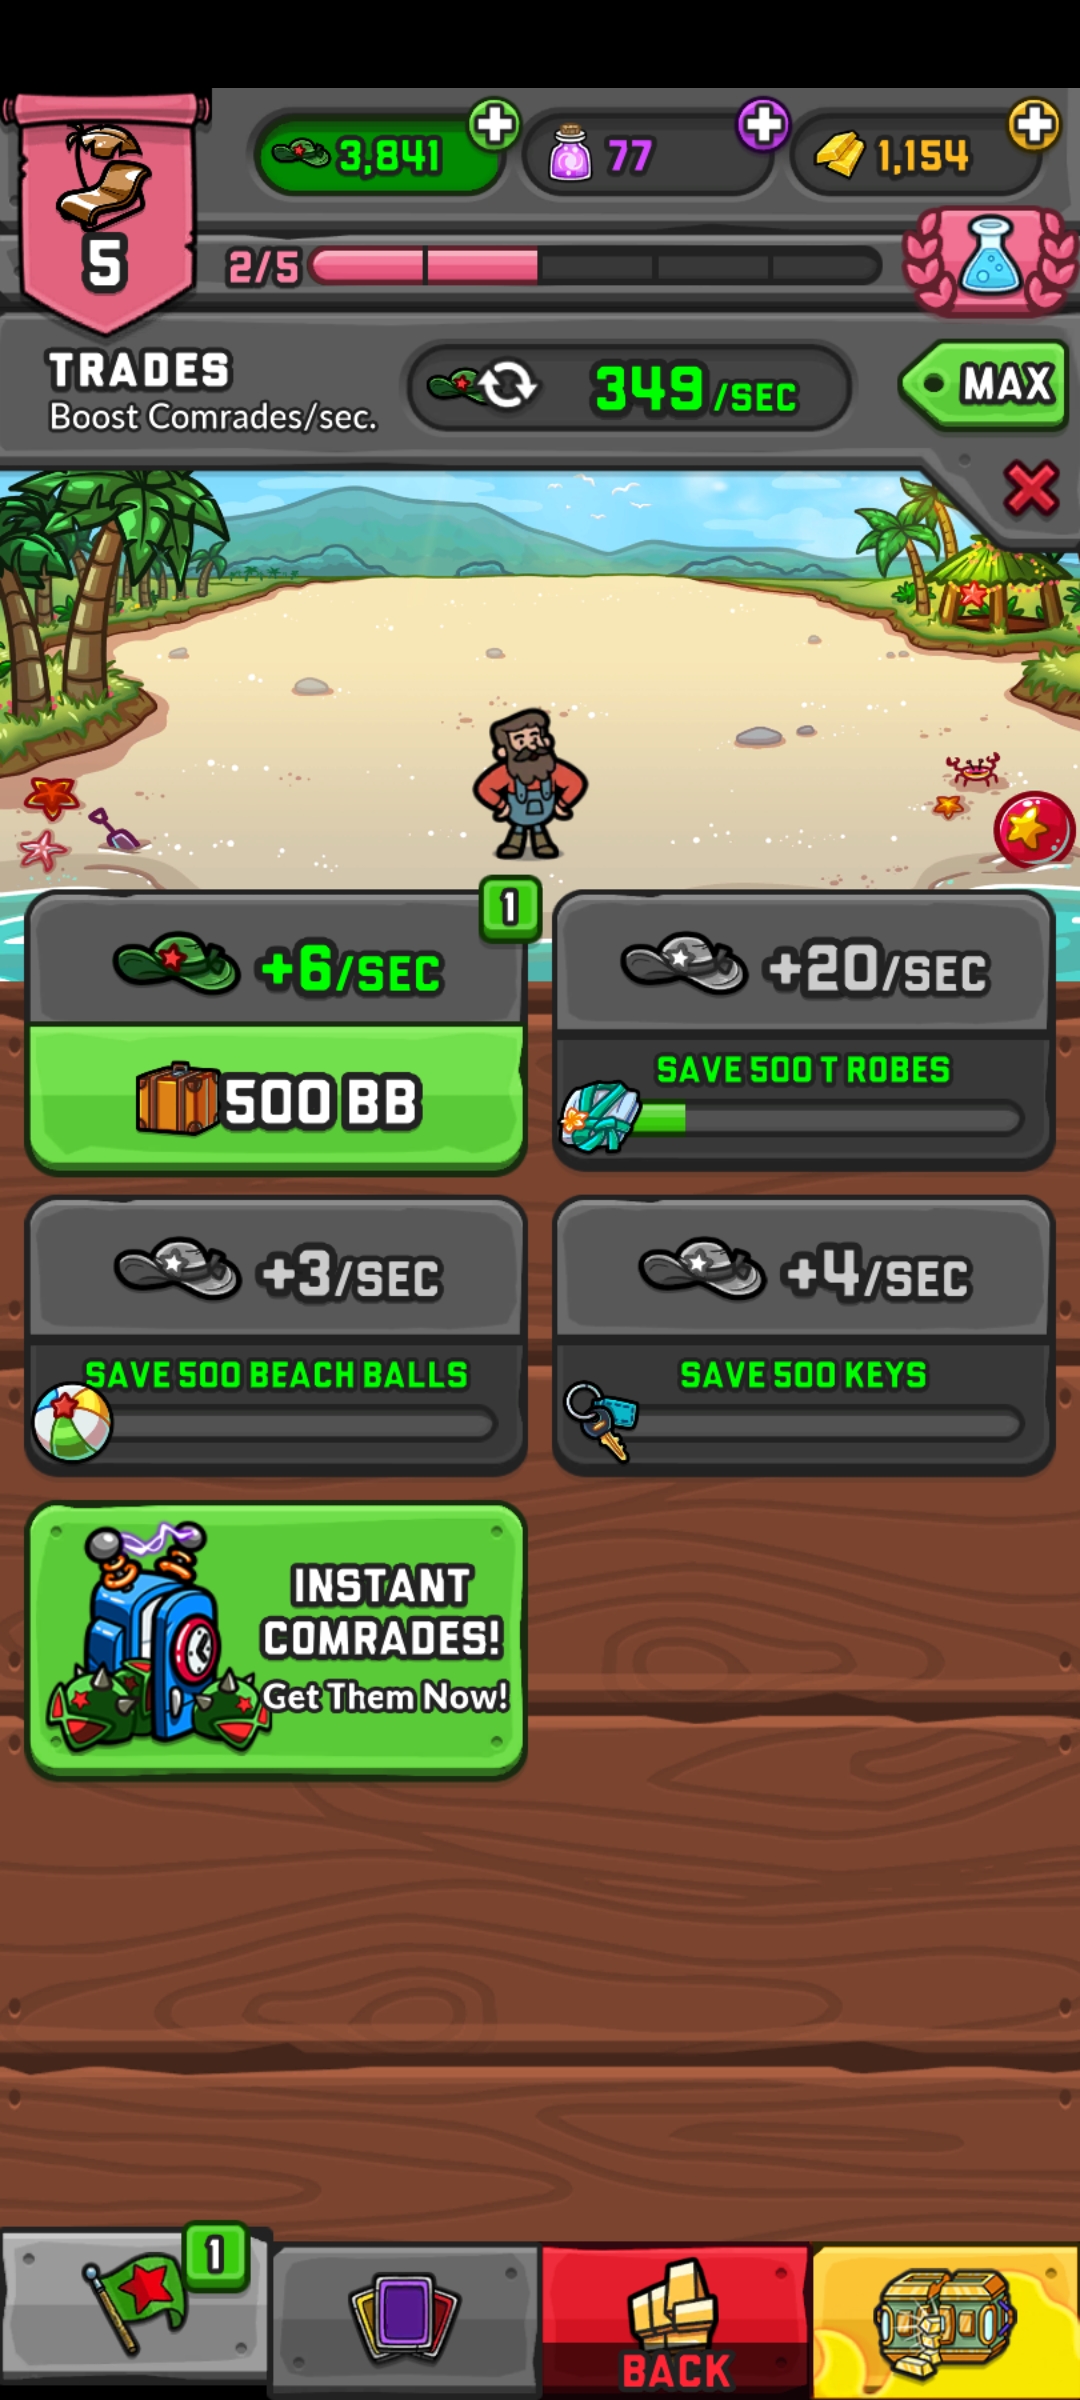 3,841
77
1,154
5
2/5
TRADES
Boost Comrades/sec.
349/SEC
MAX
1
+6/SEC
500 BB
+20/SEC
SAVE 500 T ROBES
+3/SEC
SAVE 500 BEACH BALLS
+4/SEC
SAVE 500 KEYS
INSTANT
COMRADES!
Get Them Now!
1
BACK